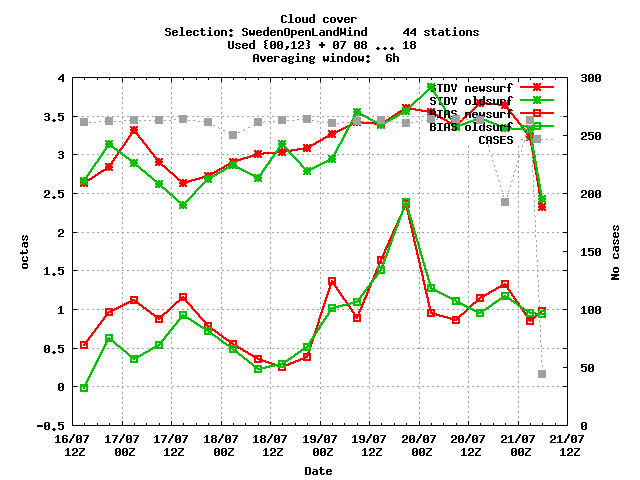 Cloud cover
Selection: SwedenOpenLandWind 44 stations
Used {00,12} + 07 08 ... 18
Averaging window: 6h
STDV newsurf
STDV oldsurf
BIAS newsurf
BIAS oldsurf
CASES
4
3.5
3
2.5
2
1.5
1
0.5
0
-0.5
octas
300
250
200
150
100
50
0
No cases
16/07 17/07 17/07 18/07 18/07 19/07 19/07 20/07 20/07 21/07 21/07
12Z 00Z 12Z 00Z 12Z 00Z 12Z 00Z 12Z 00Z 12Z
Date